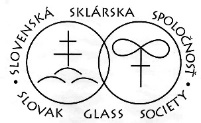 • SLOVENSKÁ SKLÁRSKA SPOLOČNOSŤ •
SLOVAK GLASS SOCIETY